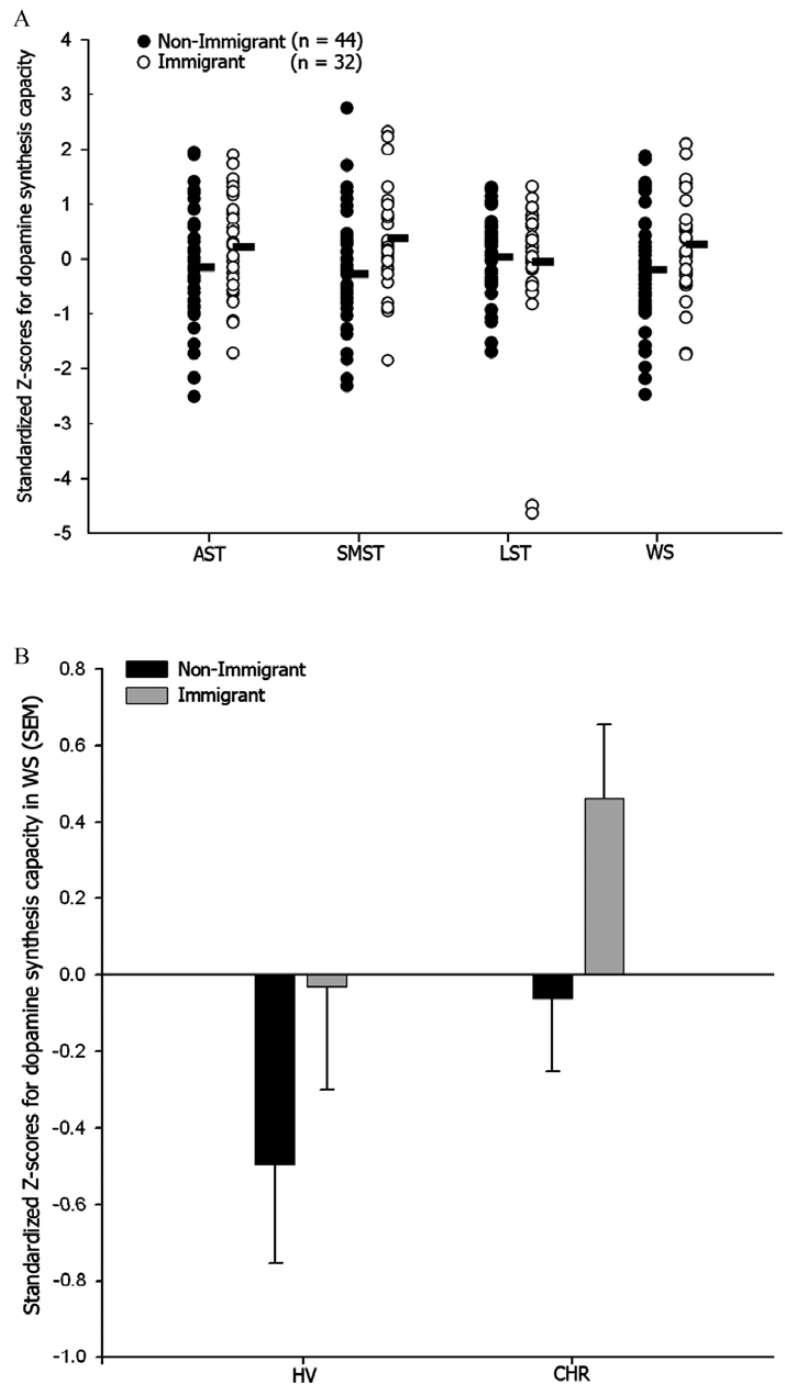 A
Standardized Z-scores for dopamine synthesis capacity
4
3
2
1
0
-1
-2
-3
-4
-5
Non-Immigrant (n = 44)
Immigrant (n = 32)
AST SMST LST WS
B
Standardized Z-scores for dopamine synthesis capacity in WS (SEM)
0.8
0.6
0.4
0.2
0.0
-0.2
-0.4
-0.6
-0.8
-1.0
Non-Immigrant
Immigrant
HV CHR